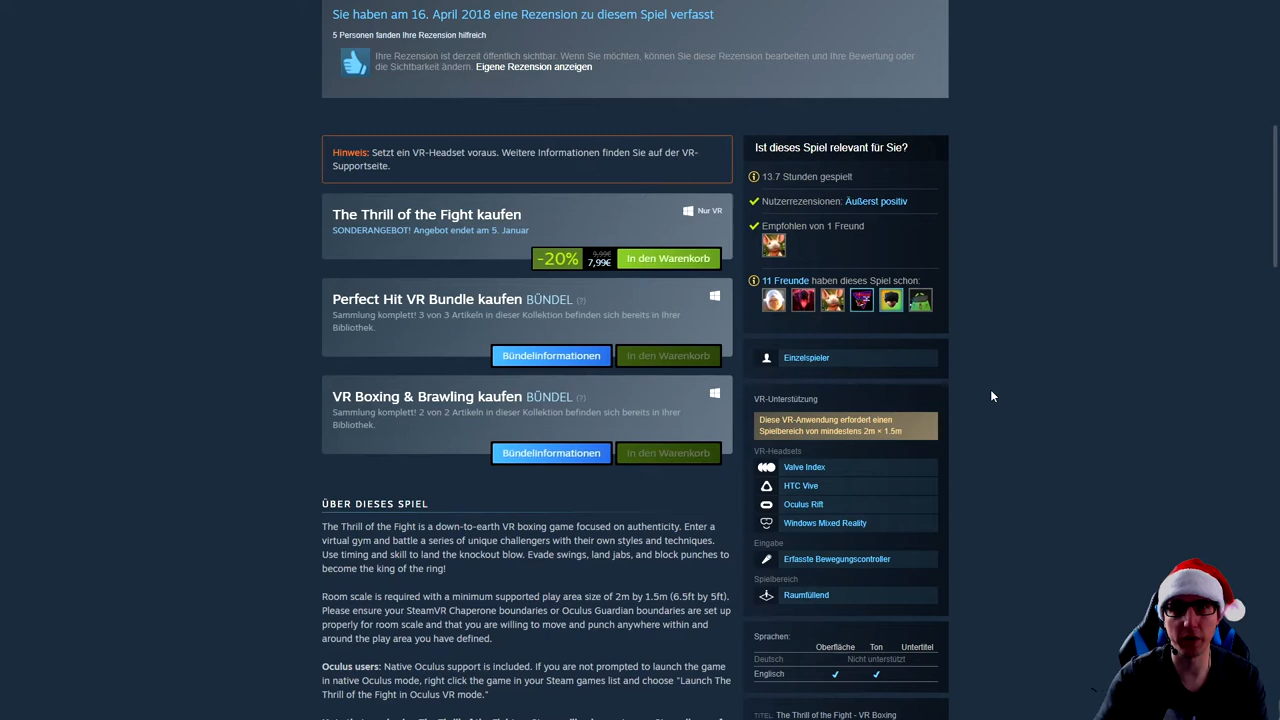 Sie haben am 16. April 2018 eine Rezension zu diesem Spiel verfasst
5 Personen fanden Ihre Rezension hilfreich
Ihre Rezension ist derzeit öffentlich sichtbar. Wenn Sie möchten, können Sie diese Rezension bearbeiten und Ihre Bewertung oder
die Sichtbarkeit ändern. Eigene Rezension anzeigen
Hinweis: Setzt ein VR-Headset voraus. Weitere Informationen finden Sie auf der VR-
Supportseite.
The Thrill of the Fight kaufen
Nur VR
SONDERANGEBOT! Angebot endet am 5. Januar
-20%
9,99€
7,99€
In den Warenkorb
Perfect Hit VR Bundle kaufen BÜNDEL (?)
Sammlung komplett! 3 von 3 Artikeln in dieser Kollektion befinden sich bereits in Ihrer
Bibliothek.
Bündelinformationen
In den Warenkorb
VR Boxing & Brawling kaufen BÜNDEL (?)
Sammlung komplett! 2 von 2 Artikeln in dieser Kollektion befinden sich bereits in Ihrer
Bibliothek.
Bündelinformationen
In den Warenkorb
ÜBER DIESES SPIEL
The Thrill of the Fight is a down-to-earth VR boxing game focused on authenticity. Enter a
virtual gym and battle a series of unique challengers with their own styles and techniques.
Use timing and skill to land the knockout blow. Evade swings, land jabs, and block punches to
become the king of the ring!
Room scale is required with a minimum supported play area size of 2m by 1.5m (6.5ft by 5ft).
Please ensure your SteamVR Chaperone boundaries or Oculus Guardian boundaries are set up
properly for room scale and that you are willing to move and punch anywhere within and
around the play area you have defined.
Oculus users: Native Oculus support is included. If you are not prompted to launch the game
in native Oculus mode, right click the game in your Steam games list and choose "Launch The
Thrill of the Fight in Oculus VR mode."
Ist dieses Spiel relevant für Sie?
13.7 Stunden gespielt
Nutzerrezensionen: Äußerst positiv
Empfohlen von 1 Freund
11 Freunde haben dieses Spiel schon:
Einzelspieler
VR-Unterstützung
Diese VR-Anwendung erfordert einen
Spielbereich von mindestens 2m × 1.5m
VR-Headsets
Valve Index
HTC Vive
Oculus Rift
Windows Mixed Reality
Eingabe
Erfasste Bewegungscontroller
Spielbereich
Raumfüllend
Sprachen:
Oberfläche Ton Untertitel
Deutsch Nicht unterstützt
Englisch ✔ ✔
TITEL: The Thrill of the Fight - VR Boxing